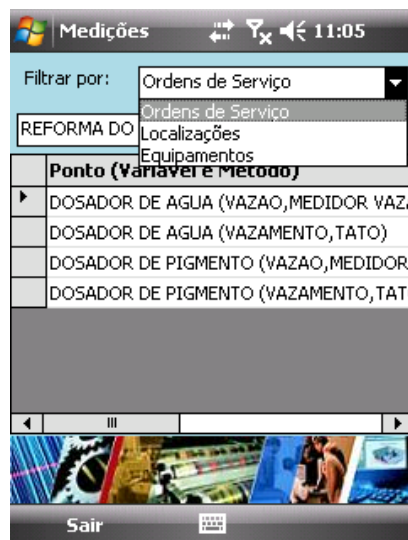 Medições 11:05
Filtrar por: Ordens de Serviço
Ordens de Serviço
Localizações
Equipamentos
REFORMA DO
Ponto (Variável e Método)
DOSADOR DE AGUA (VAZAO,MEDIDOR VAZ
DOSADOR DE AGUA (VAZAMENTO,TATO)
DOSADOR DE PIGMENTO (VAZAO,MEDIDOR
DOSADOR DE PIGMENTO (VAZAMENTO,TAT
Sair